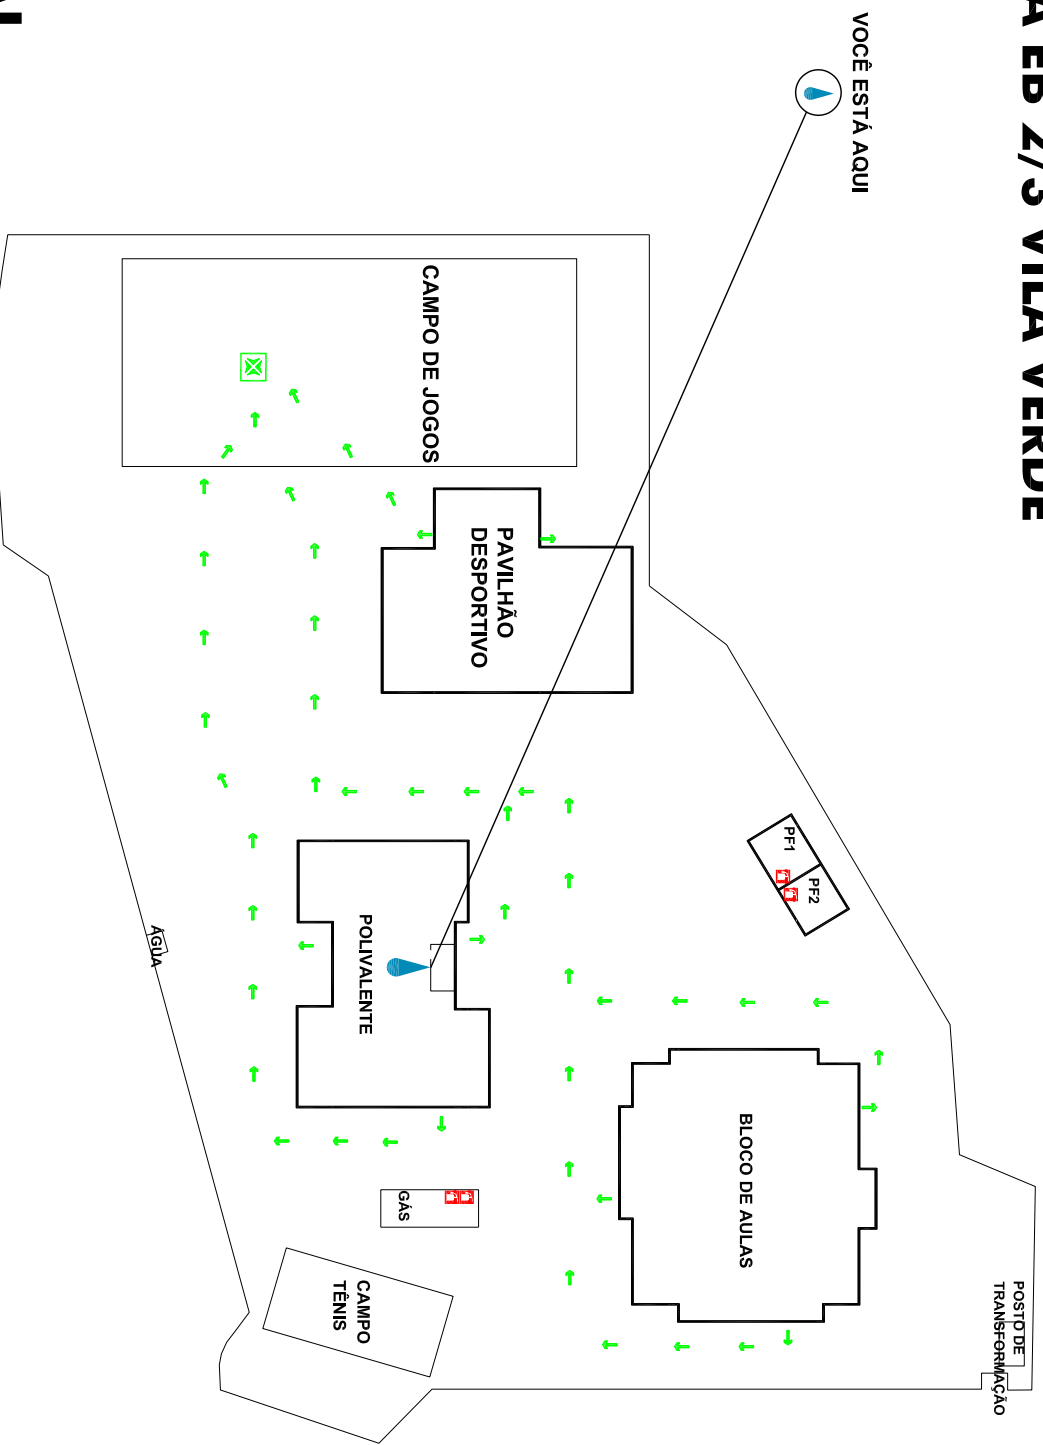 EB 2/3 VILA VERDE
VOCÊ ESTÁ AQUI
POSTO DE
TRANSFORMAÇÃO
PF1
PF2
BLOCO DE AULAS
PAVILHÃO
DESPORTIVO
CAMPO DE JOGOS
POLIVALENTE
GÁS
CAMPO
TÊNIS
ÁGUA